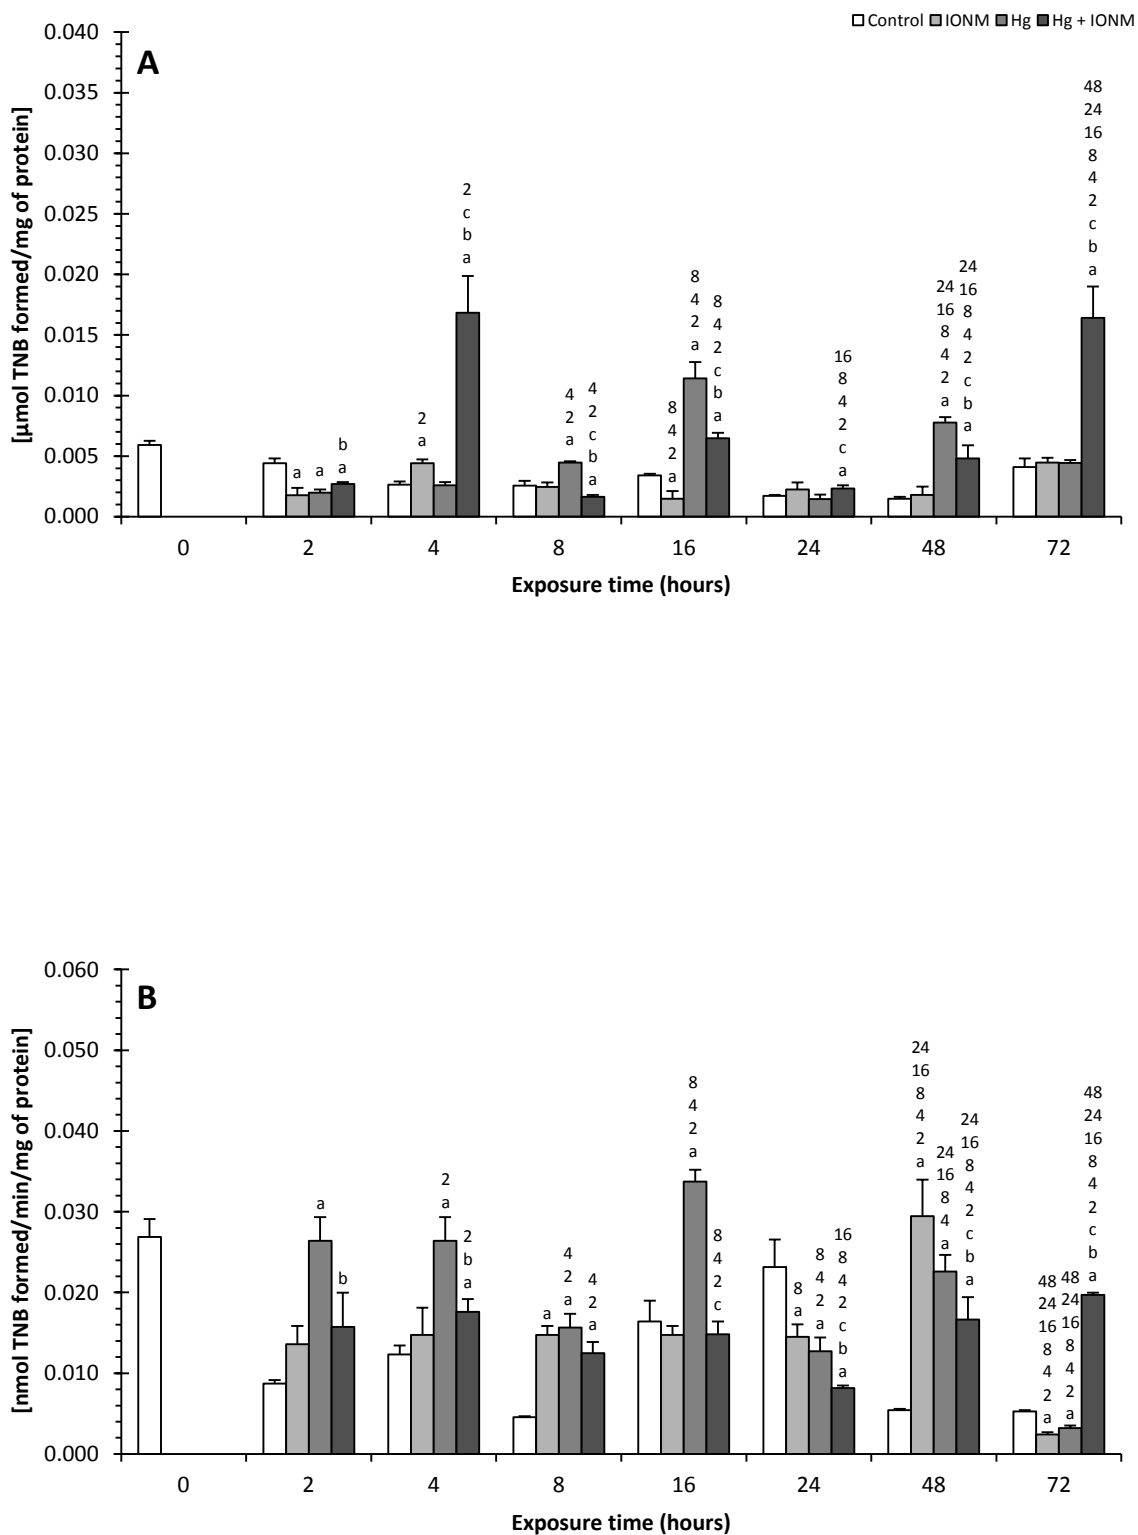 Control IONM Hg Hg + IONM
A
[µmol TNB formed/mg of protein]
0.040
0.035
0.030
0.025
0.020
0.015
0.010
0.005
0.000
a
a
b
a
2
a
2
c
b
a
4
2
a
4
2
c
b
a
8
4
2
a
8
4
2
a
8
4
2
c
b
a
16
8
4
2
c
a
24
16
8
4
2
a
24
16
8
4
2
c
b
a
48
24
16
8
4
2
c
b
a
0 2 4 8 16 24 48 72
Exposure time (hours)
B
[nmol TNB formed/min/mg of protein]
0.060
0.050
0.040
0.030
0.020
0.010
0.000
a
b
2
a
2
b
a
a
4
2
a
4
2
a
8
4
2
a
8
4
2
c
8
a
8
4
2
a
16
8
4
2
c
b
a
24
16
8
4
2
a
24
16
8
4
a
24
16
8
4
2
c
b
a
48
24
16
8
4
2
a
48
24
16
8
4
2
a
48
24
16
8
4
2
c
b
a
0 2 4 8 16 24 48 72
Exposure time (hours)